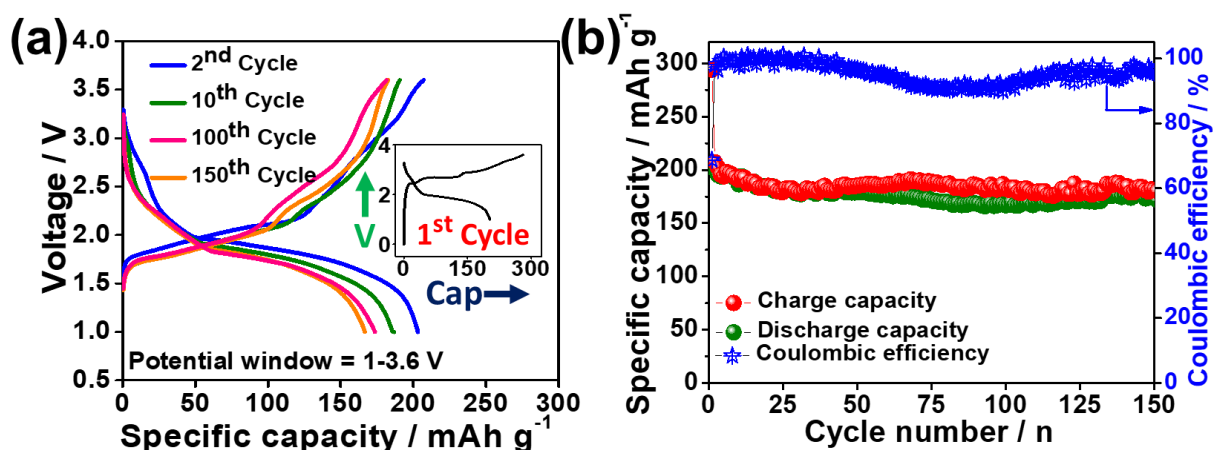 (a)
4.0
3.5
3.0
2.5
2.0
1.5
1.0
0.5
Voltage / V
2nd Cycle
10th Cycle
100th Cycle
150th Cycle
4
2
0
0 150 300
1st Cycle
V
Cap
Potential window = 1-3.6 V
0 50 100 150 200 250 300
Specific capacity / mAh g-1
(b)
300
250
200
175
150
100
50
0
Specific capacity / mAh g-1
Charge capacity
Discharge capacity
Coulombic efficiency
100
80
60
40
20
0
Coulombic efficiency / %
0 25 50 75 100 125 150
Cycle number / n